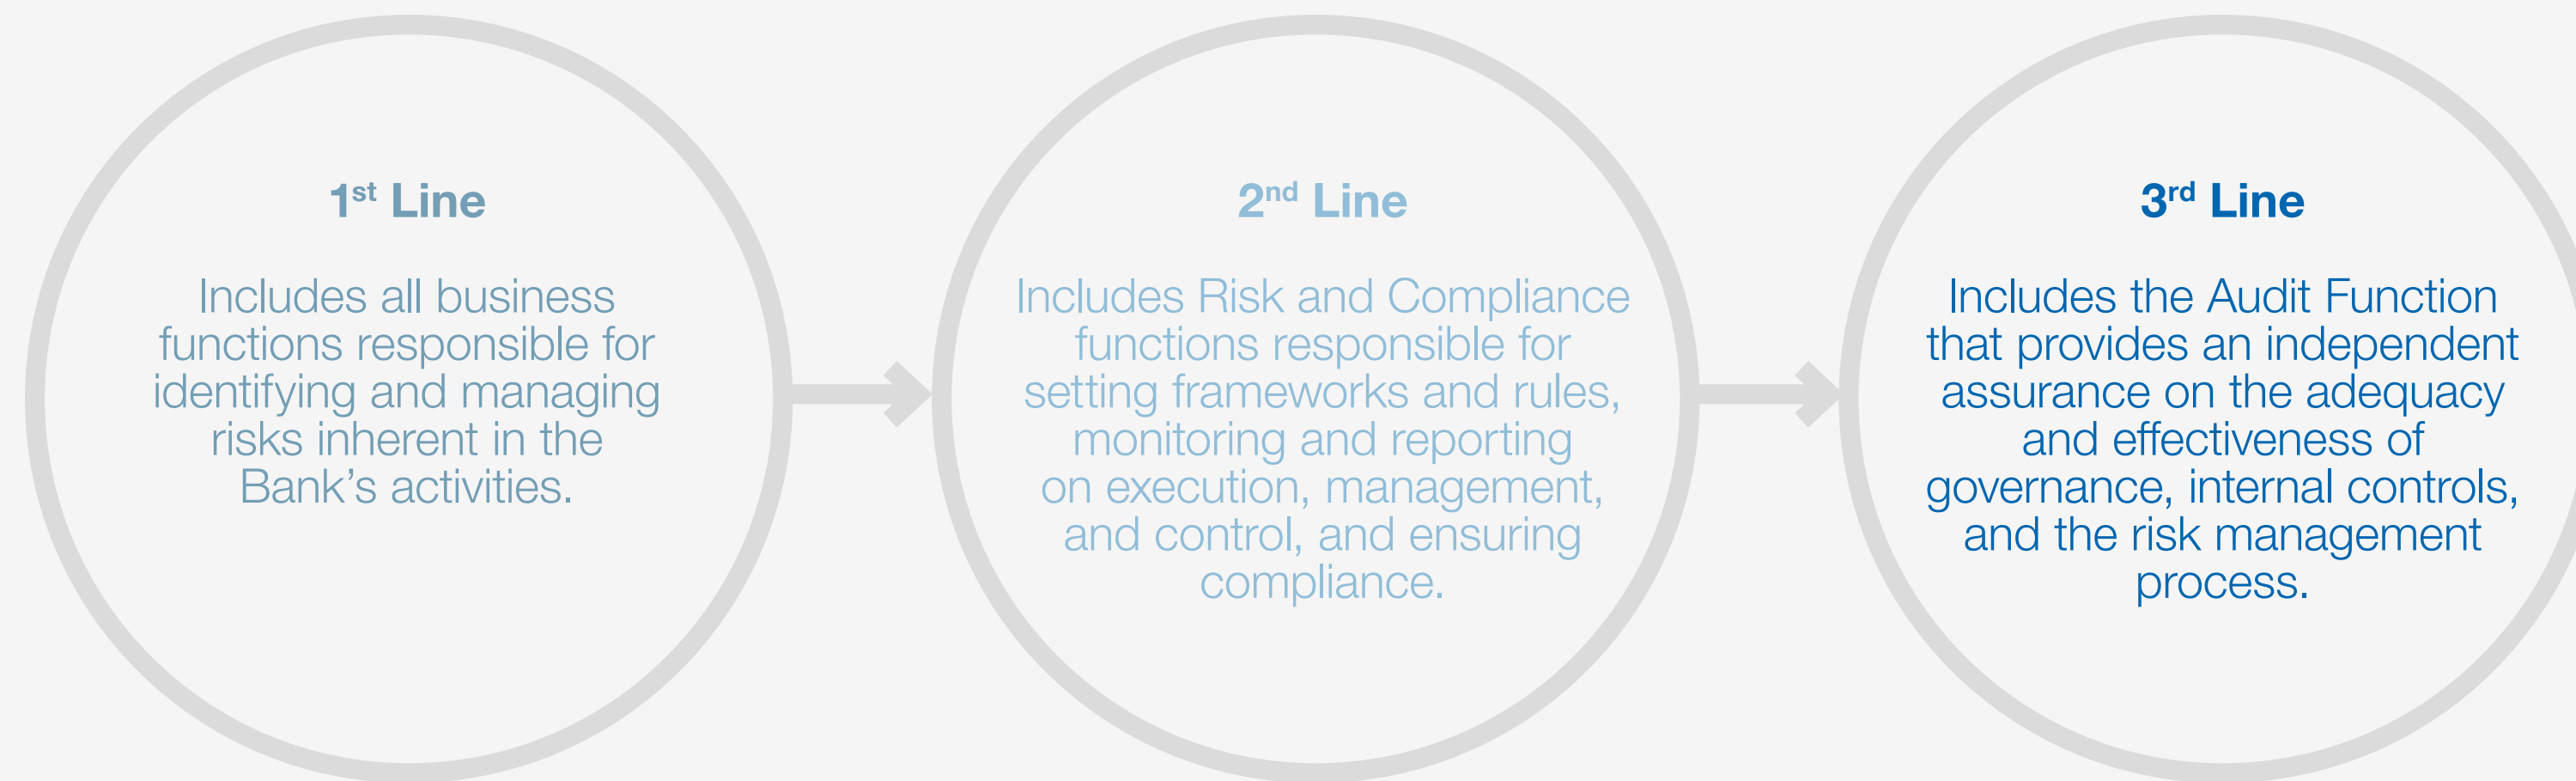 1st Line
Includes all business
functions responsible for
identifying and managing
risks inherent in the
Bank’s activities.
2nd Line
Includes Risk and Compliance
functions responsible for
setting frameworks and rules,
monitoring and reporting
on execution, management,
and control, and ensuring
compliance.
3rd Line
Includes the Audit Function
that provides an independent
assurance on the adequacy
and effectiveness of
governance, internal controls,
and the risk management
process.